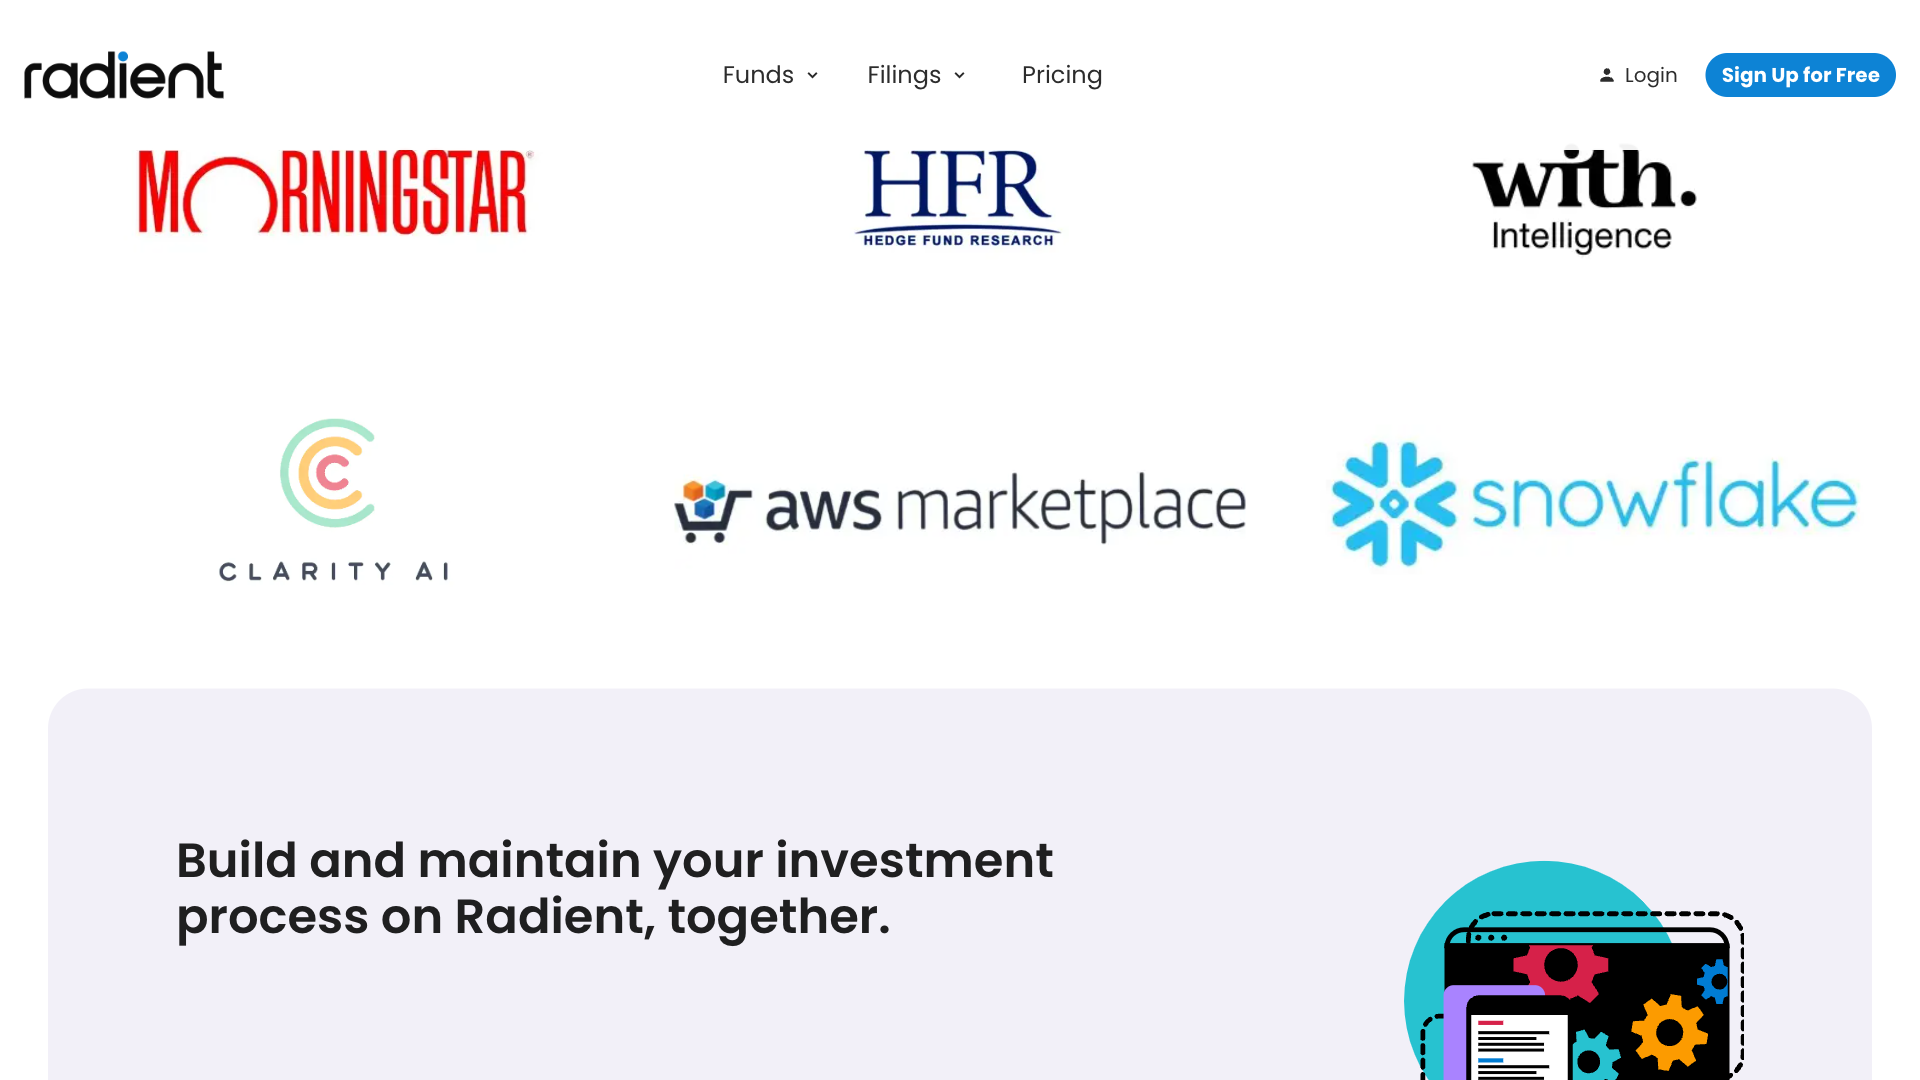 radient
Funds
Filings
Pricing
Login
Sign Up for Free
MORNINGSTAR®
HFR
HEDGE FUND RESEARCH
with.
Intelligence
CLARITY AI
aws marketplace
snowflake
Build and maintain your investment
process on Radient, together.